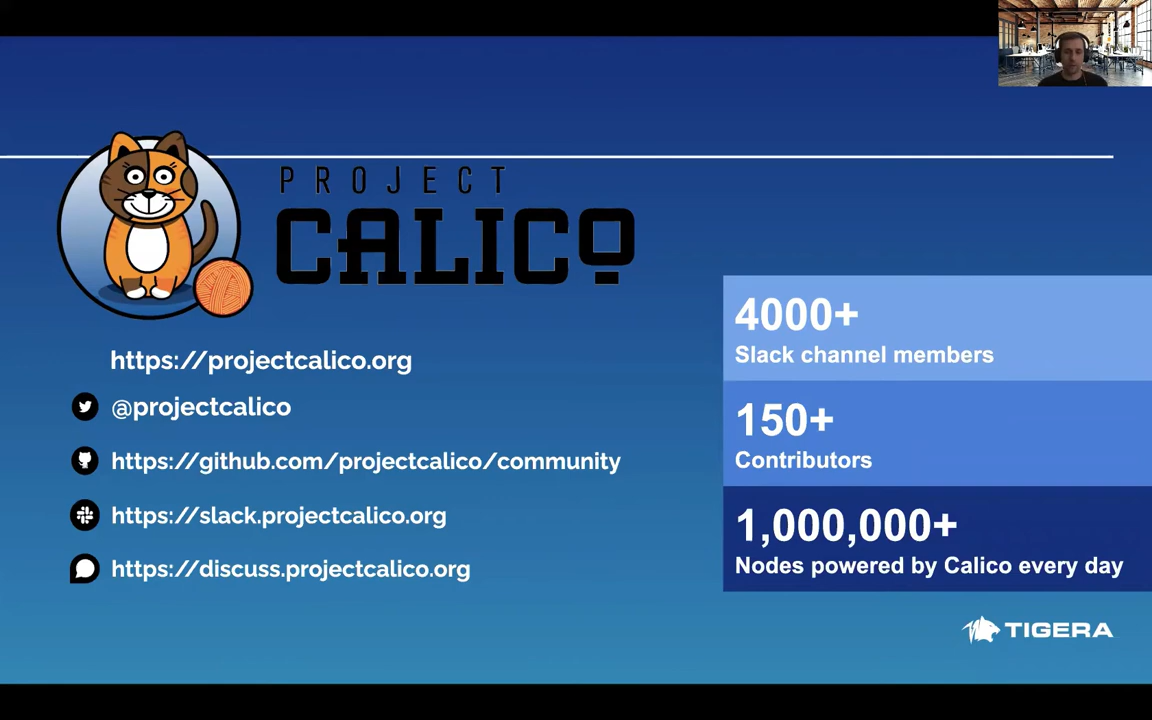 PROJECT
CALICO
https://projectcalico.org
@projectcalico
https://github.com/projectcalico/community
https://slack.projectcalico.org
https://discuss.projectcalico.org
4000+
Slack channel members
150+
Contributors
1,000,000+
Nodes powered by Calico every day
TIGERA